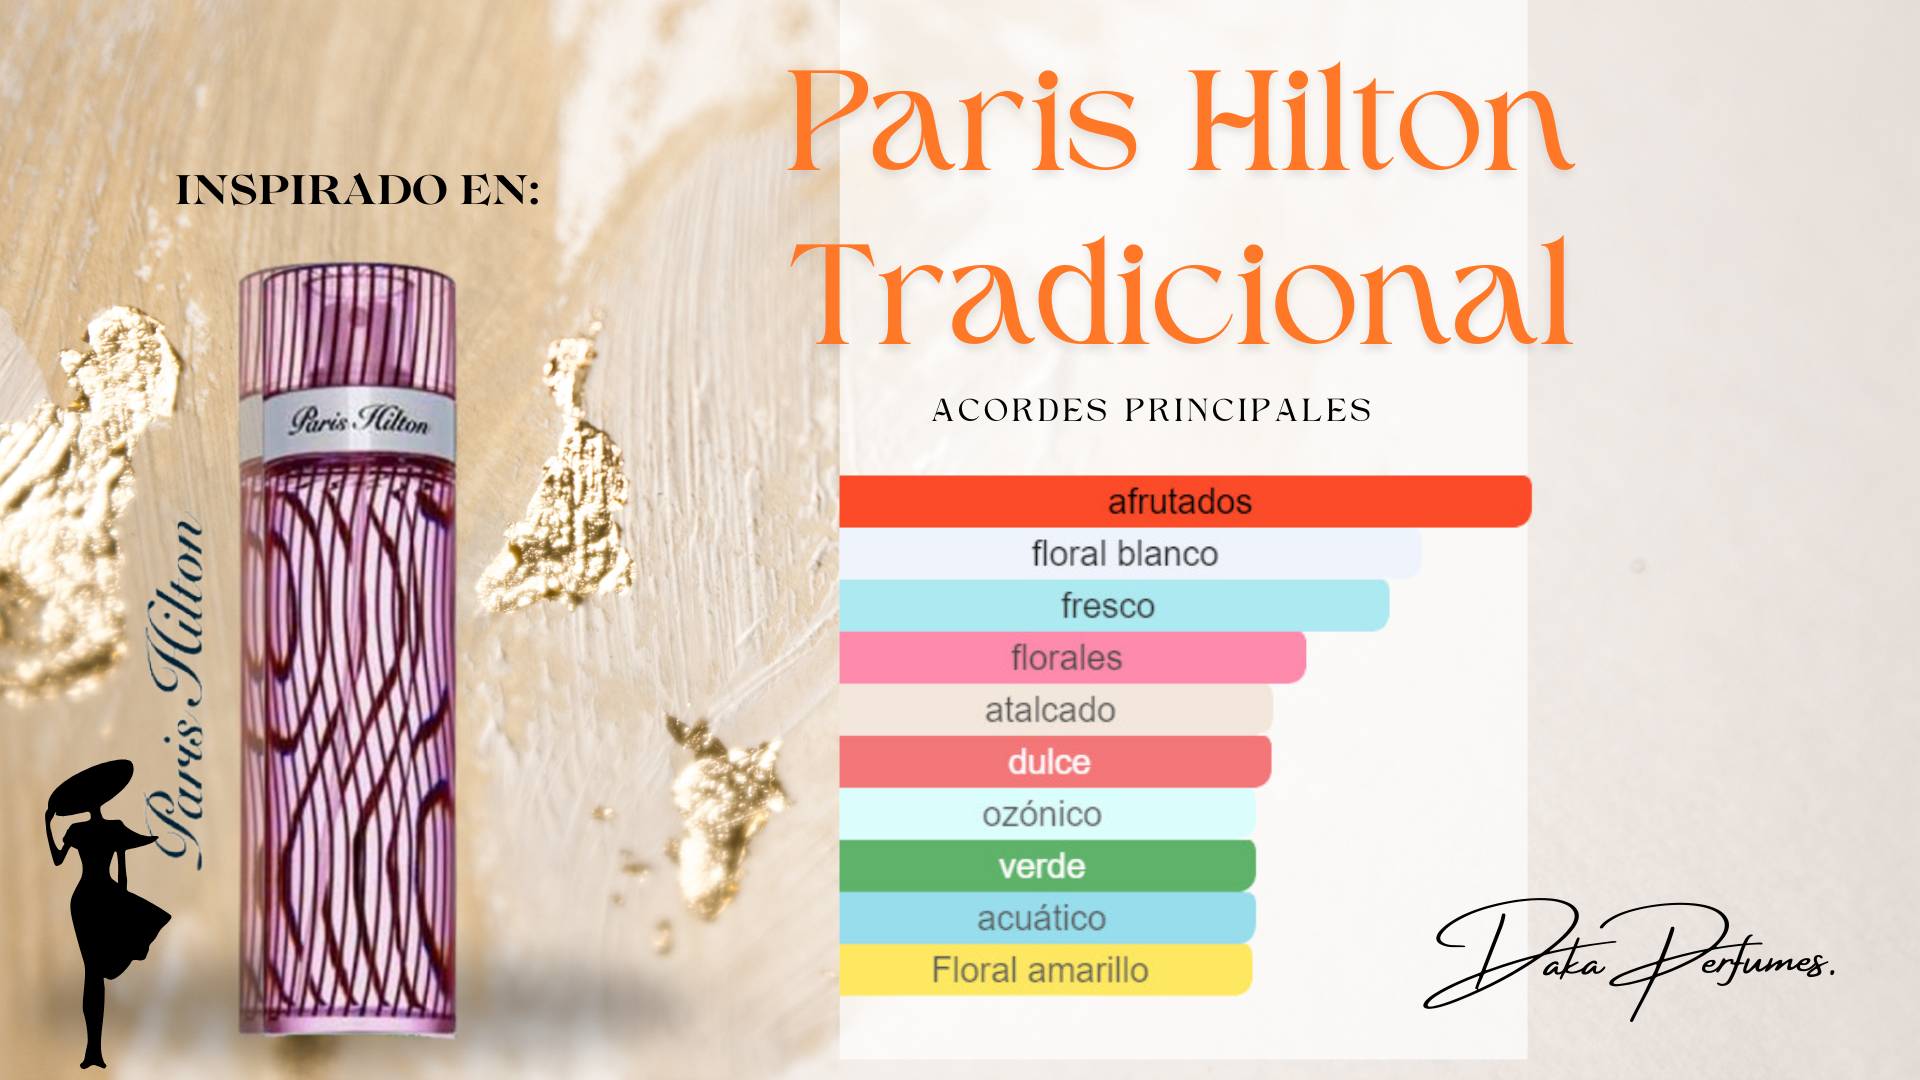 Paris Hilton
Tradicional
INSPIRADO EN:
Paris Hilton
Paris Hilton
ACORDES PRINCIPALES
afrutados
floral blanco
fresco
florales
atalcado
dulce
ozónico
verde
acuático
Floral amarillo
Daka Perfumes.